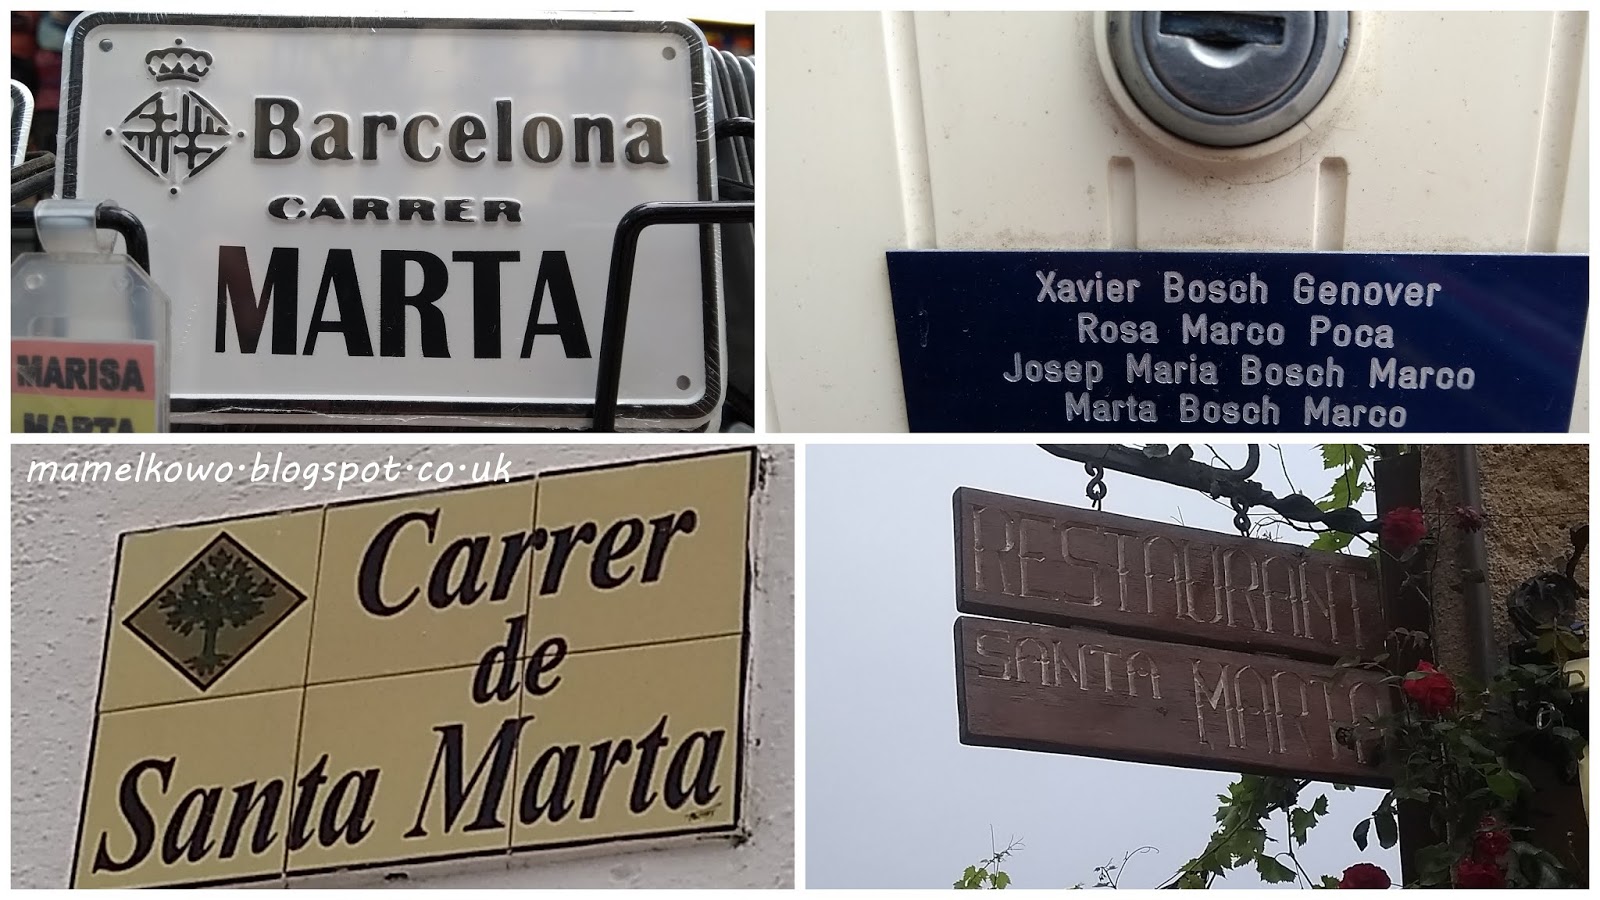 Barcelona
CARRER
MARTA
MARISA
MARTA
Xavier Bosch Genover
Rosa Marco Poca
Josep Maria Bosch Marco
Marta Bosch Marco
mamelkowo.blogspot.co.uk
Carrer
de
Santa Marta
RESTAURANT
SANTA MARTA